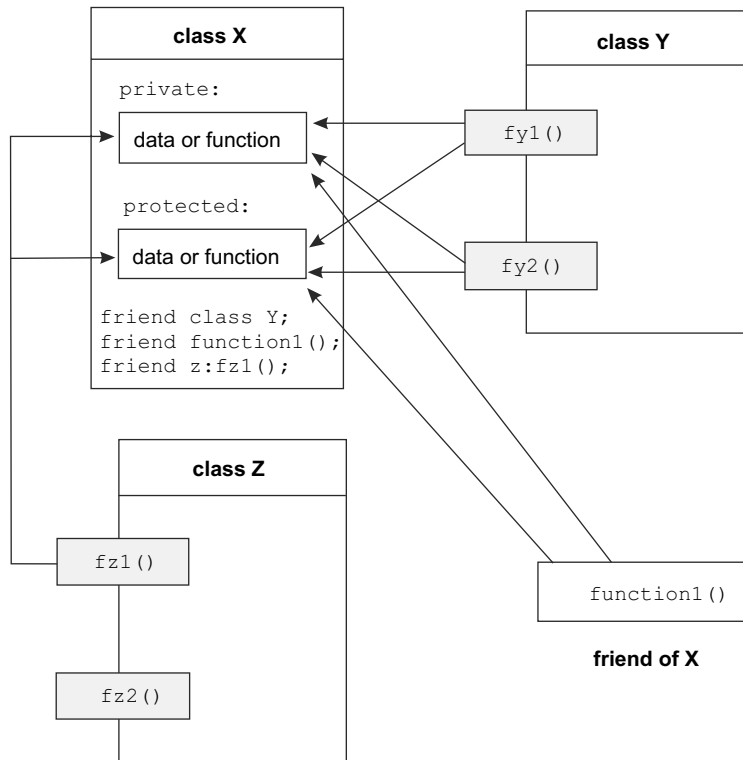 class X
private:
data or function
protected:
data or function
friend class Y;
friend function1();
friend z:fz1();
class Y
fy1()
fy2()
class Z
fz1()
fz2()
function1()
friend of X